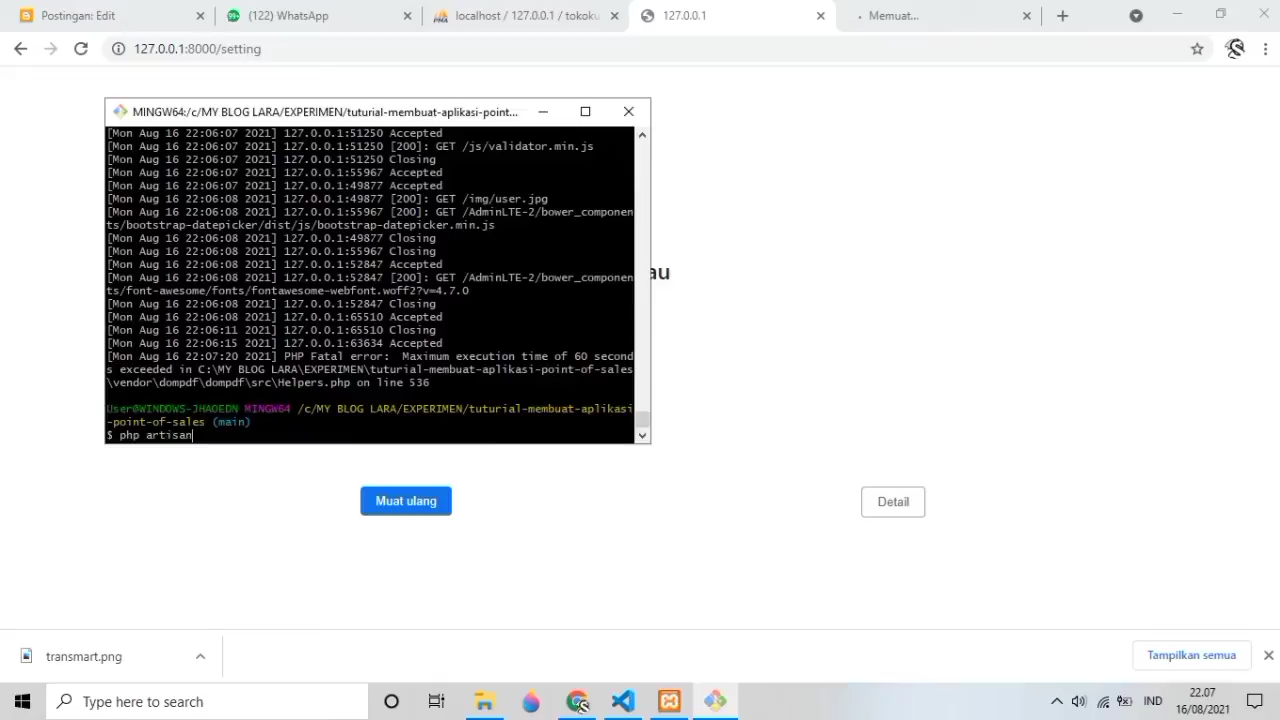 Postingan: Edit
(122) WhatsApp
localhost / 127.0.0.1 / tokoku
127.0.0.1
Memuat...
127.0.0.1:8000/setting
MINGW64:/c/MY BLOG LARA/EXPERIMEN/tuturial-membuat-aplikasi-point...
[Mon Aug 16 22:06:07 2021] 127.0.0.1:51250 Accepted
[Mon Aug 16 22:06:07 2021] 127.0.0.1:51250 [200]: GET /js/validator.min.js
[Mon Aug 16 22:06:07 2021] 127.0.0.1:51250 Closing
[Mon Aug 16 22:06:07 2021] 127.0.0.1:55967 Accepted
[Mon Aug 16 22:06:07 2021] 127.0.0.1:49877 Accepted
[Mon Aug 16 22:06:08 2021] 127.0.0.1:49877 [200]: GET /img/user.jpg
[Mon Aug 16 22:06:08 2021] 127.0.0.1:55967 [200]: GET /AdminLTE-2/bower_componen
ts/bootstrap-datepicker/dist/js/bootstrap-datepicker.min.js
[Mon Aug 16 22:06:08 2021] 127.0.0.1:49877 Closing
[Mon Aug 16 22:06:08 2021] 127.0.0.1:55967 Closing
[Mon Aug 16 22:06:08 2021] 127.0.0.1:52847 Accepted
[Mon Aug 16 22:06:08 2021] 127.0.0.1:52847 [200]: GET /AdminLTE-2/bower_componen
ts/font-awesome/fonts/fontawesome-webfont.woff2?v=4.7.0
[Mon Aug 16 22:06:08 2021] 127.0.0.1:52847 Closing
[Mon Aug 16 22:06:08 2021] 127.0.0.1:65510 Accepted
[Mon Aug 16 22:06:11 2021] 127.0.0.1:65510 Closing
[Mon Aug 16 22:06:15 2021] 127.0.0.1:63634 Accepted
[Mon Aug 16 22:07:20 2021] PHP Fatal error:  Maximum execution time of 60 second
s exceeded in C:\MY BLOG LARA\EXPERIMEN\tuturial-membuat-aplikasi-point-of-sales
\vendor\dompdf\dompdf\src\Helpers.php on line 536
User@WINDOWS-JHAOEDN MINGW64 /c/MY BLOG LARA/EXPERIMEN/tuturial-membuat-aplikasi
-point-of-sales (main)
$ php artisan
au
Muat ulang
Detail
transmart.png
Tampilkan semua
Type here to search
IND
22.07
16/08/2021